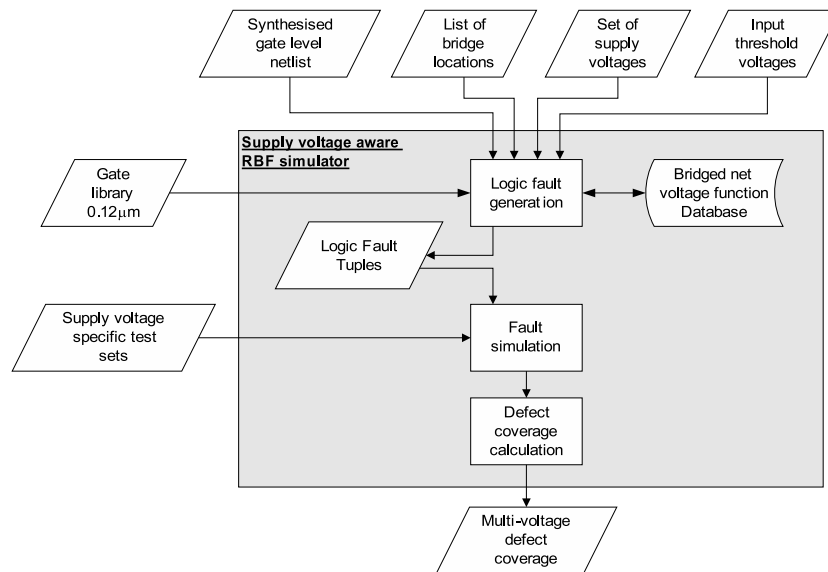 Synthesised
gate level
netlist
List of
bridge
locations
Set of
supply
voltages
Input
threshold
voltages
Supply voltage aware
RBF simulator
Gate
library
0.12μm
Logic fault
generation
Bridged net
voltage function
Database
Logic Fault
Tuples
Supply voltage
specific test
sets
Fault
simulation
Defect
coverage
calculation
Multi-voltage
defect
coverage